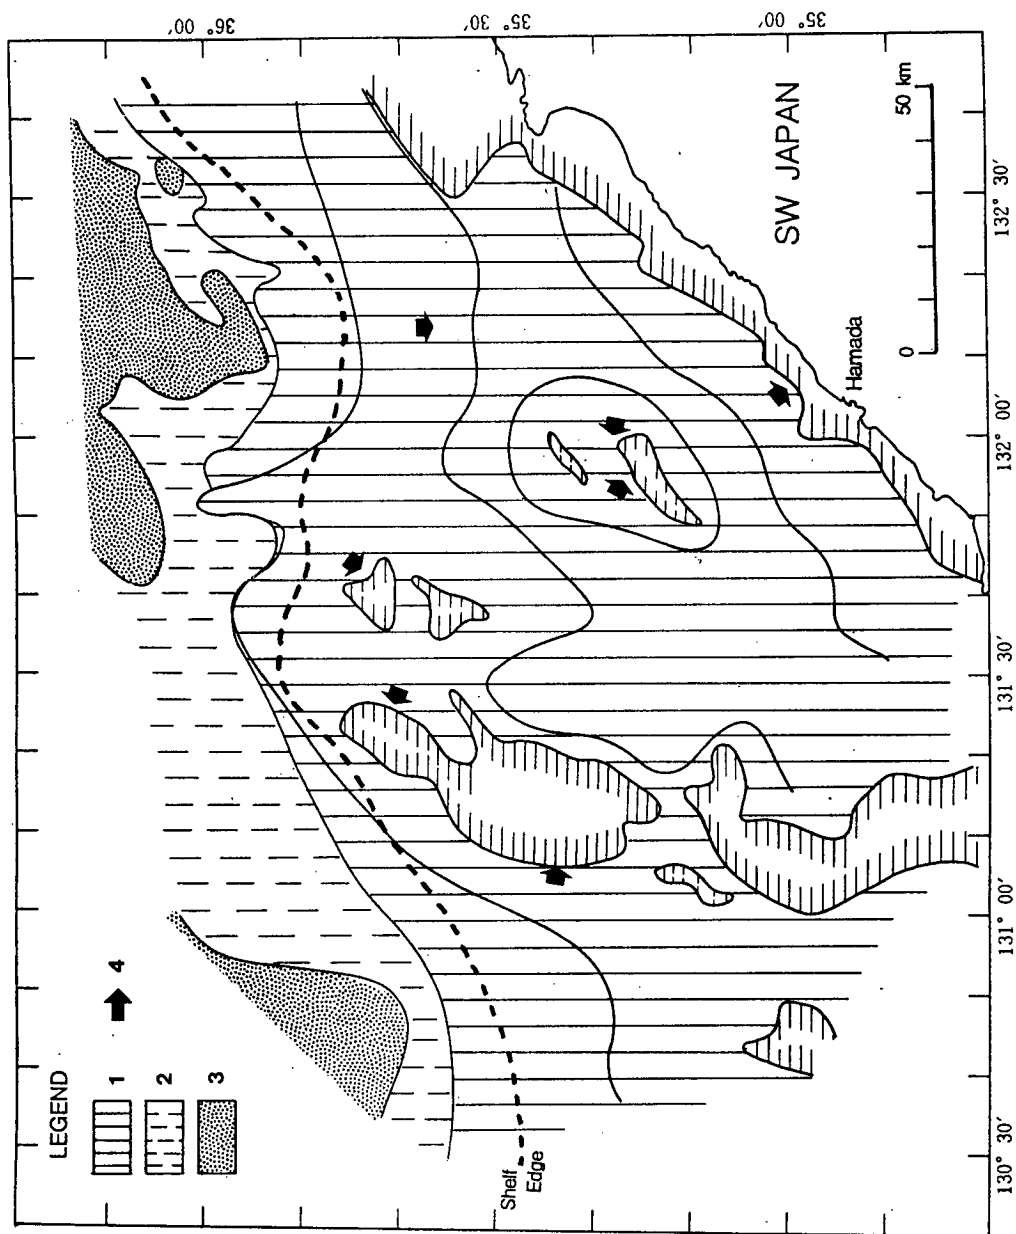 36° 00′
35° 30′
35° 00′
LEGEND
1
2
3
4
Shelf
Edge
SW JAPAN
Hamada
0
50 km
130° 30′
131° 00′
131° 30′
132° 00′
132° 30′